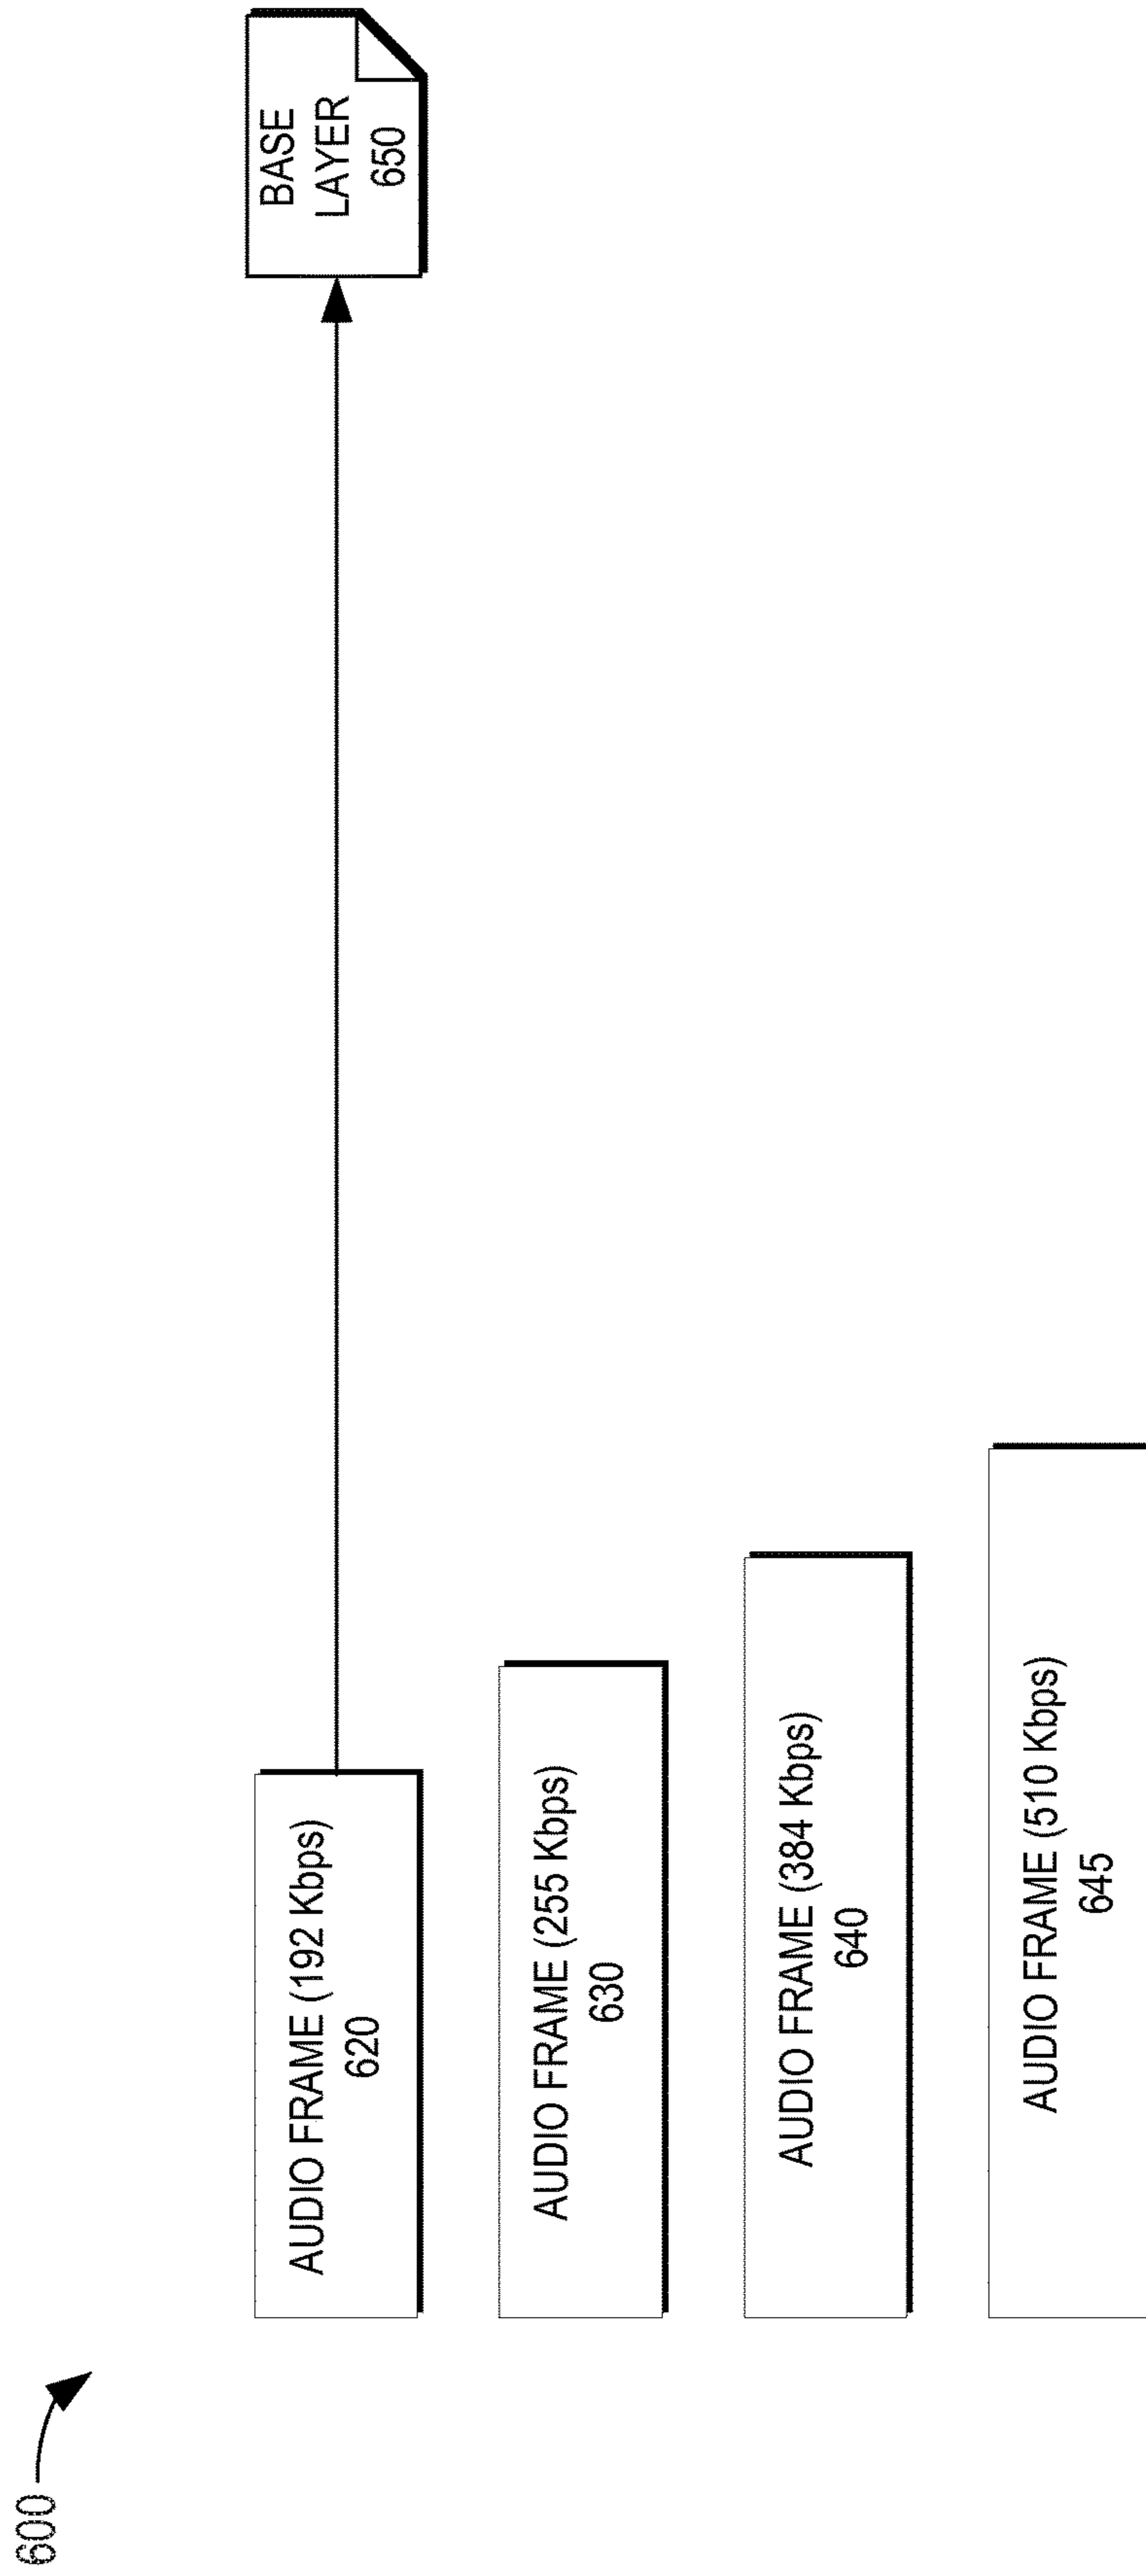 600
AUDIO FRAME (192 Kbps)
620
BASE
LAYER
650
AUDIO FRAME (255 Kbps)
630
AUDIO FRAME (384 Kbps)
640
AUDIO FRAME (510 Kbps)
645